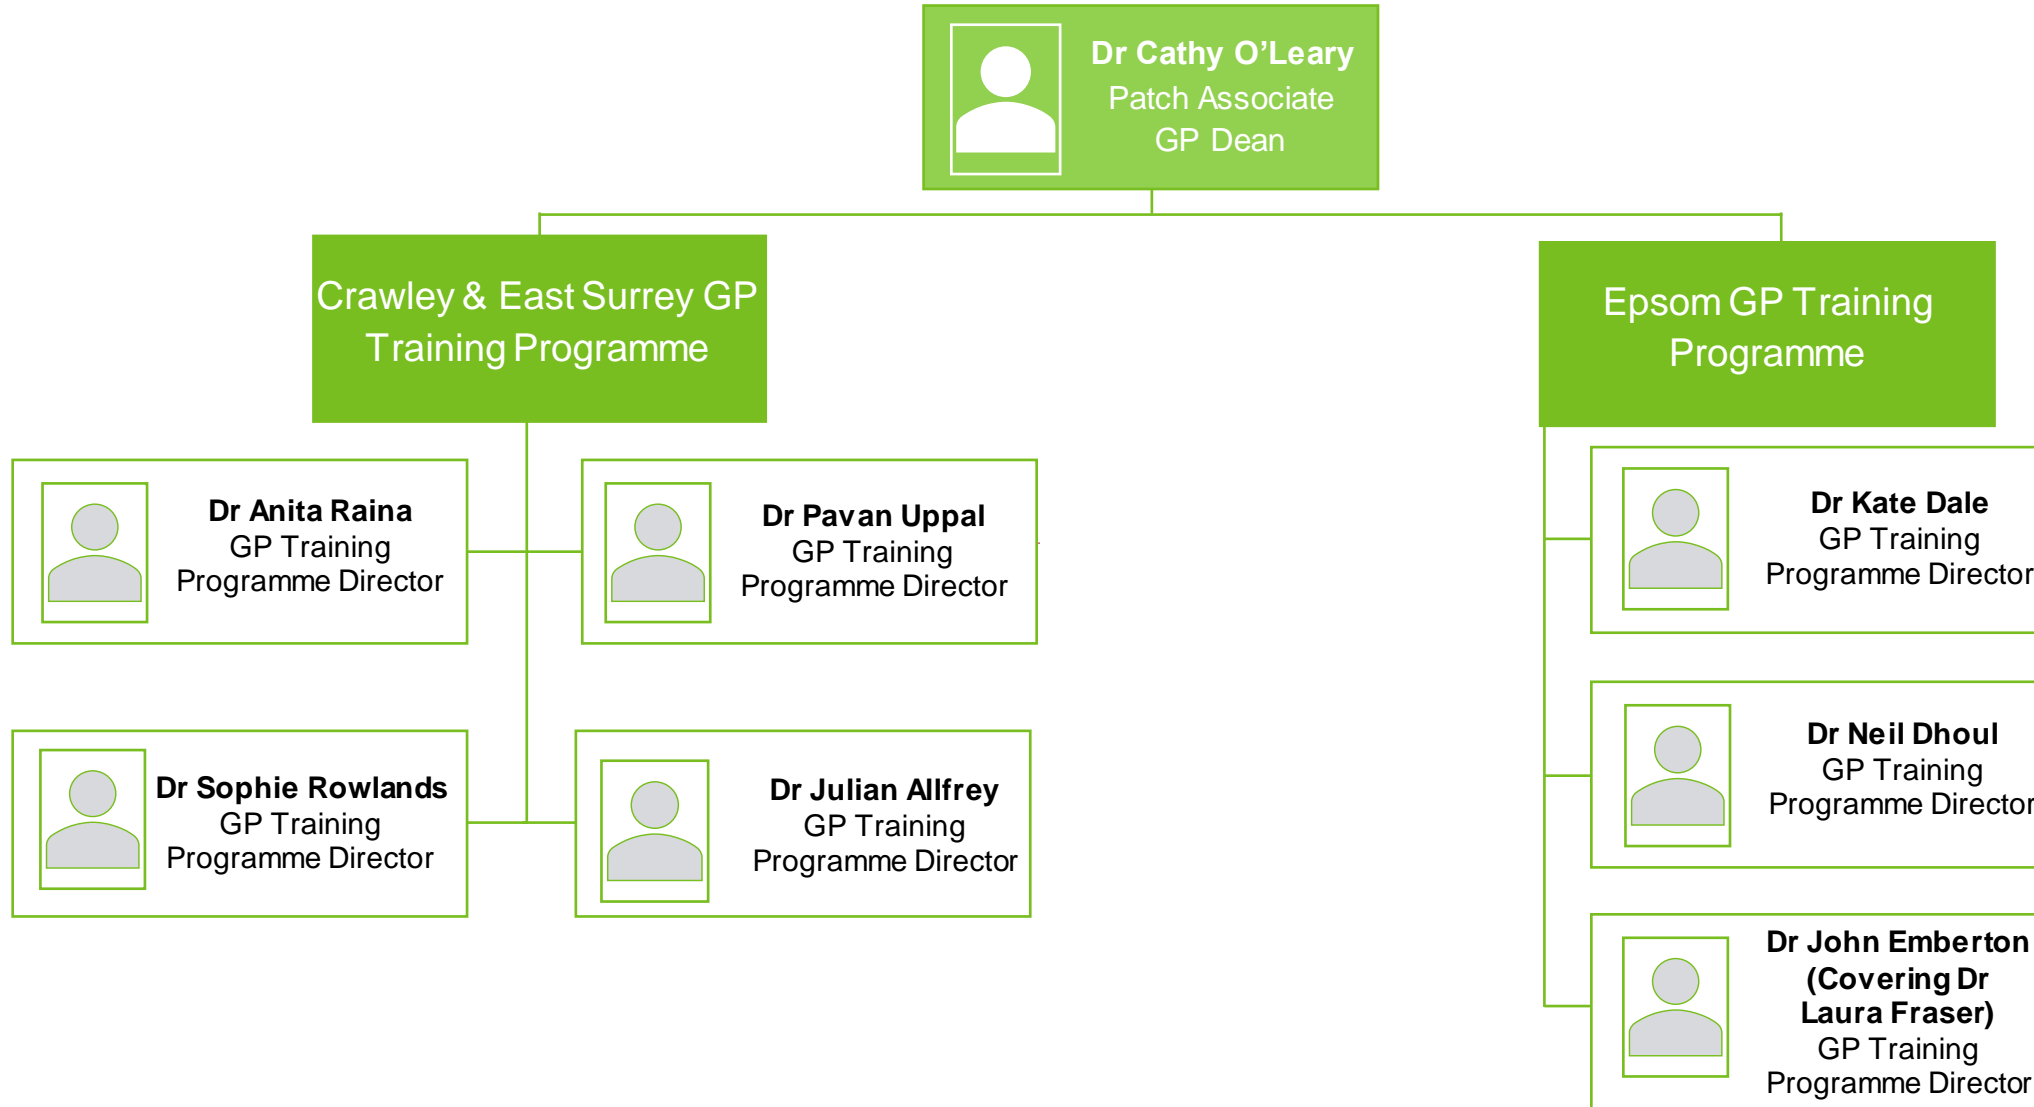 Dr Cathy O’Leary
Patch Associate
GP Dean
Crawley & East Surrey GP
Training Programme
Epsom GP Training
Programme
Dr Anita Raina
GP Training
Programme Director
Dr Pavan Uppal
GP Training
Programme Director
Dr Kate Dale
GP Training
Programme Director
Dr Sophie Rowlands
GP Training
Programme Director
Dr Julian Allfrey
GP Training
Programme Director
Dr Neil Dhoul
GP Training
Programme Director
Dr John Emberton
(Covering Dr
Laura Fraser)
GP Training
Programme Director